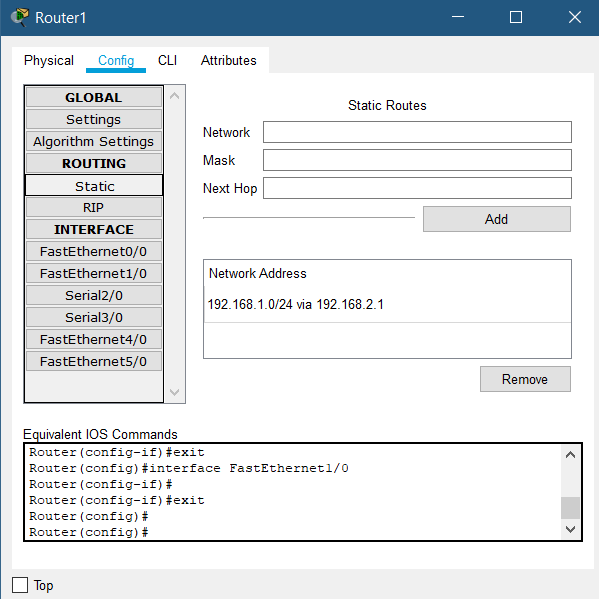 Router1
Physical Config CLI Attributes
GLOBAL
Settings
Algorithm Settings
ROUTING
Static
RIP
INTERFACE
FastEthernet0/0
FastEthernet1/0
Serial2/0
Serial3/0
FastEthernet4/0
FastEthernet5/0
Static Routes
Network
Mask
Next Hop
Add
Network Address
192.168.1.0/24 via 192.168.2.1
Remove
Equivalent IOS Commands
Router(config-if)#exit
Router(config)#interface FastEthernet1/0
Router(config-if)#
Router(config-if)#exit
Router(config)#
Router(config)#
Top